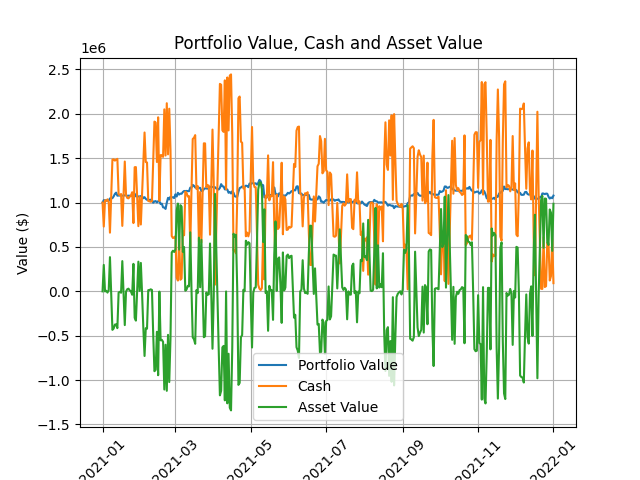 Portfolio Value, Cash and Asset Value
1e6
2.5
2.0
1.5
1.0
0.5
0.0
−0.5
−1.0
−1.5
Value ($)
Portfolio Value
Cash
Asset Value
2021-01
2021-03
2021-05
2021-07
2021-09
2021-11
2022-01